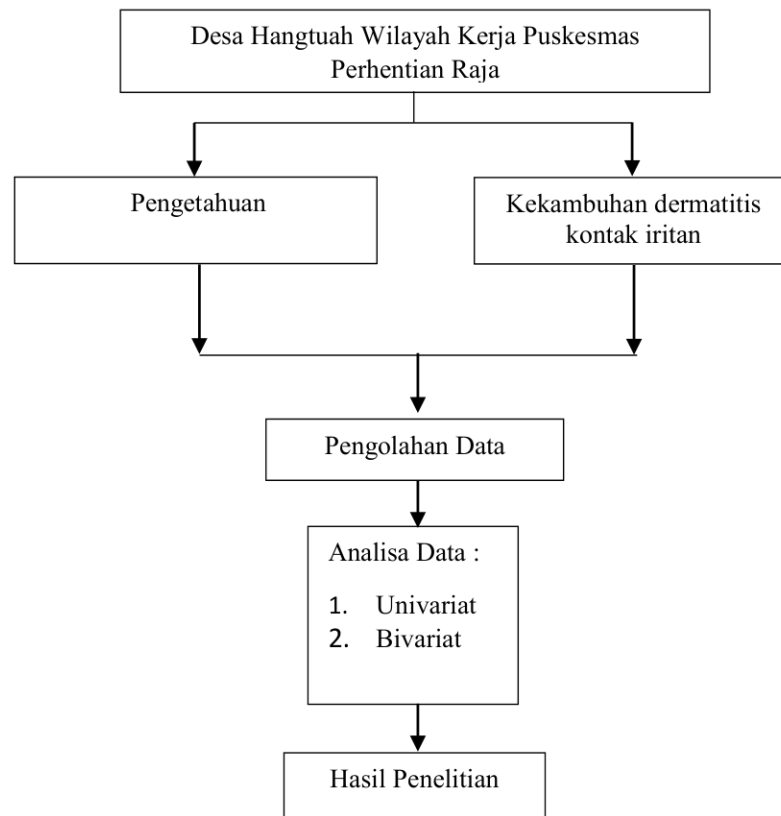 Desa Hangtuah Wilayah Kerja Puskesmas
Perhentian Raja
Pengetahuan
Kekambuhan dermatitis
kontak iritan
Pengolahan Data
Analisa Data :
1. Univariat
2. Bivariat
Hasil Penelitian